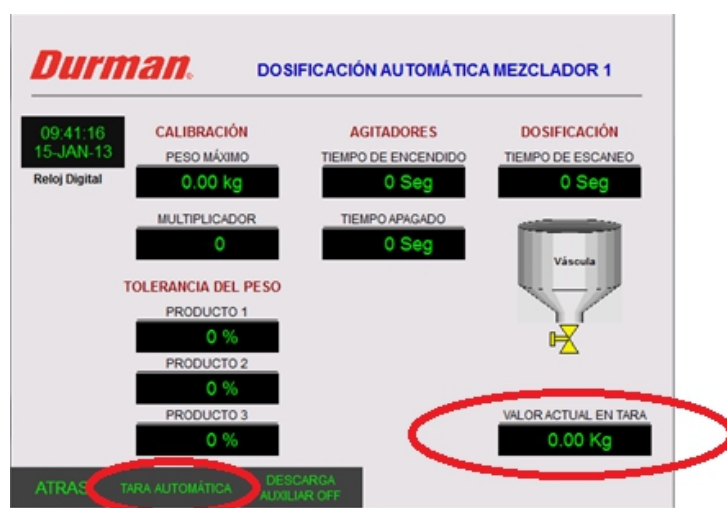 Durman.
DOSIFICACIÓN AUTOMÁTICA MEZCLADOR 1
09:41:16
15-JAN-13
Reloj Digital
CALIBRACIÓN
PESO MÁXIMO
0.00 kg
MULTIPLICADOR
0
TOLERANCIA DEL PESO
PRODUCTO 1
0 %
PRODUCTO 2
0 %
PRODUCTO 3
0 %
AGITADORES
TIEMPO DE ENCENDIDO
0 Seg
TIEMPO APAGADO
0 Seg
DOSIFICACIÓN
TIEMPO DE ESCANEO
0 Seg
Váscula
VALOR ACTUAL EN TARA
0.00 Kg
ATRAS
TARA AUTOMÁTICA
DESCARGA
AUXILIAR OFF